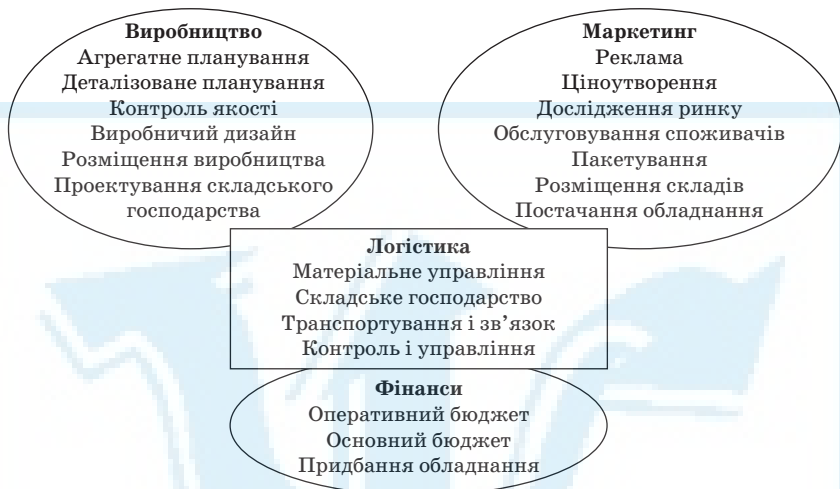 Виробництво
Агрегатне планування
Деталізоване планування
Контроль якості
Виробничий дизайн
Розміщення виробництва
Проектування складського
господарства
Маркетинг
Реклама
Ціноутворення
Дослідження ринку
Обслуговування споживачів
Пакетування
Розміщення складів
Постачання обладнання
Логістика
Матеріальне управління
Складське господарство
Транспортування і зв’язок
Контроль і управління
Фінанси
Оперативний бюджет
Основний бюджет
Придбання обладнання